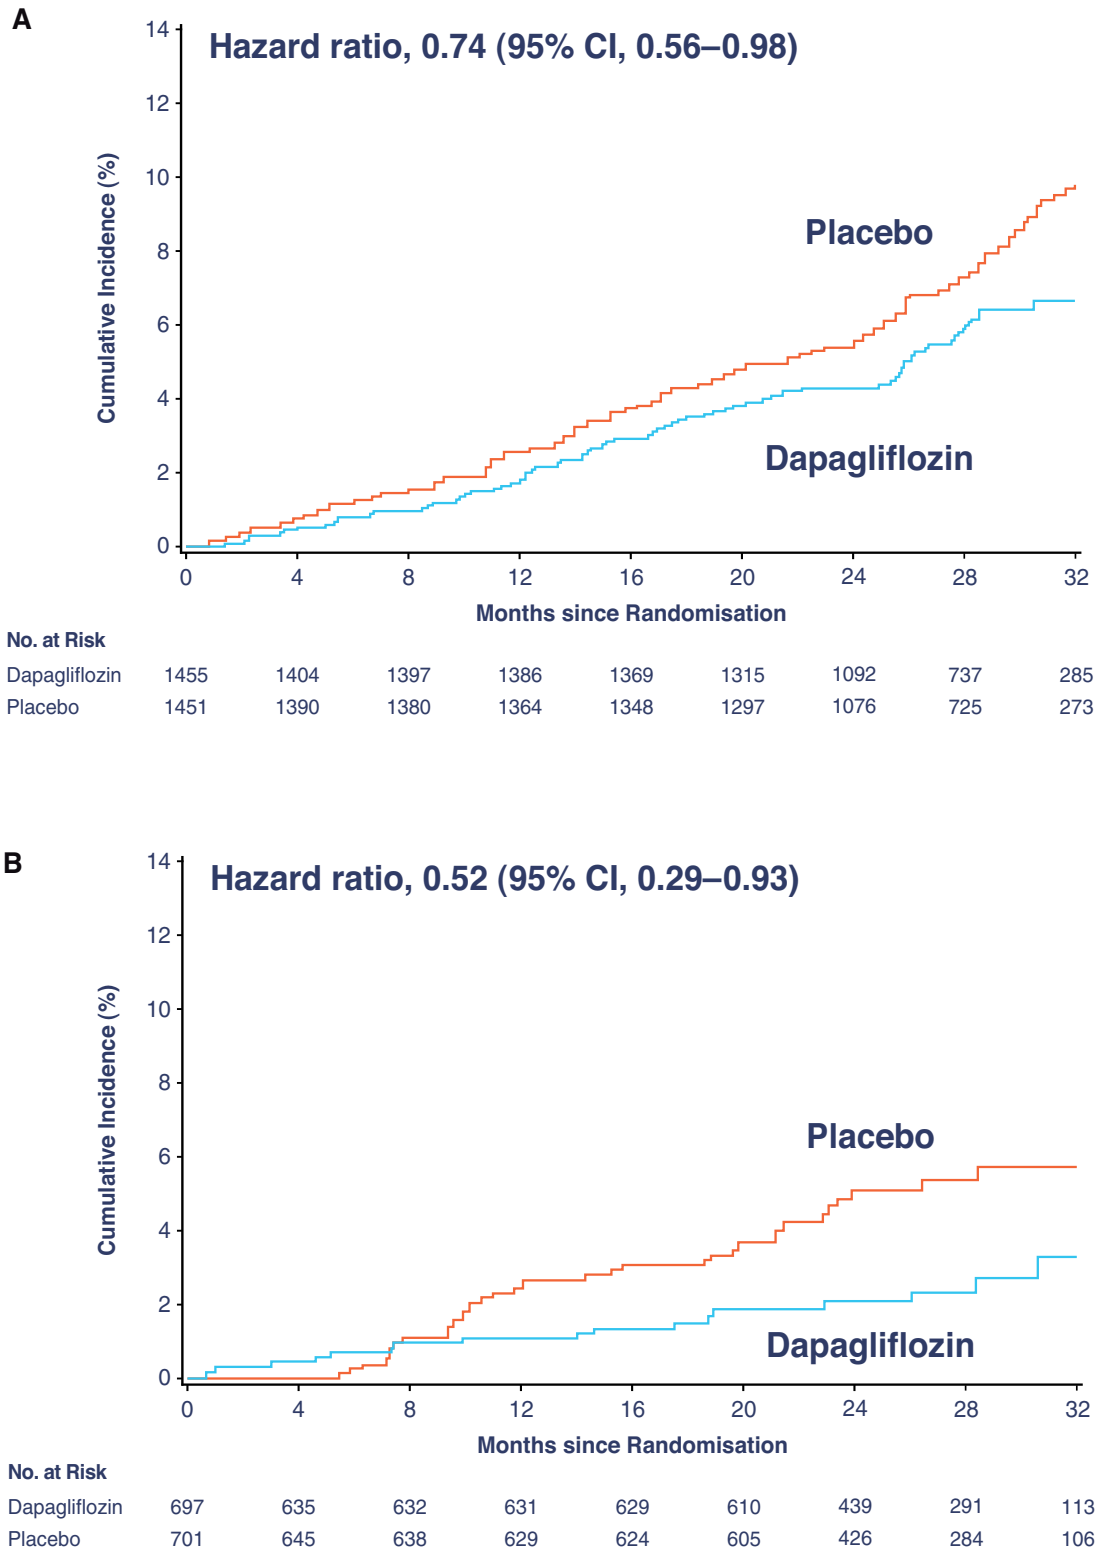 A
Hazard ratio, 0.74 (95% CI, 0.56–0.98)
14
12
10
8
6
4
2
0
Cumulative Incidence (%)
Placebo
Dapagliflozin
0 4 8 12 16 20 24 28 32
Months since Randomisation
No. at Risk
Dapagliflozin 1455 1404 1397 1386 1369 1315 1092 737 285
Placebo 1451 1390 1380 1364 1348 1297 1076 725 273
B
Hazard ratio, 0.52 (95% CI, 0.29–0.93)
14
12
10
8
6
4
2
0
Cumulative Incidence (%)
Placebo
Dapagliflozin
0 4 8 12 16 20 24 28 32
Months since Randomisation
No. at Risk
Dapagliflozin 697 635 632 631 629 610 439 291 113
Placebo 701 645 638 629 624 605 426 284 106